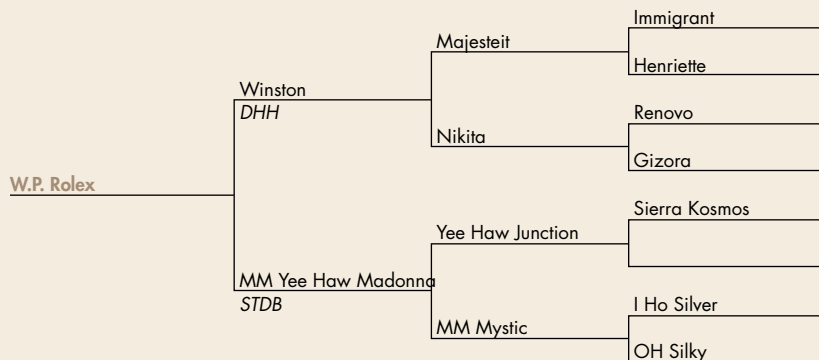 Immigrant
Majesteit
Henriette
Winston
DHH
Renovo
Nikita
Gizora
W.P. Rolex
Sierra Kosmos
Yee Haw Junction
MM Yee Haw Madonna
STDB
I Ho Silver
MM Mystic
OH Silky